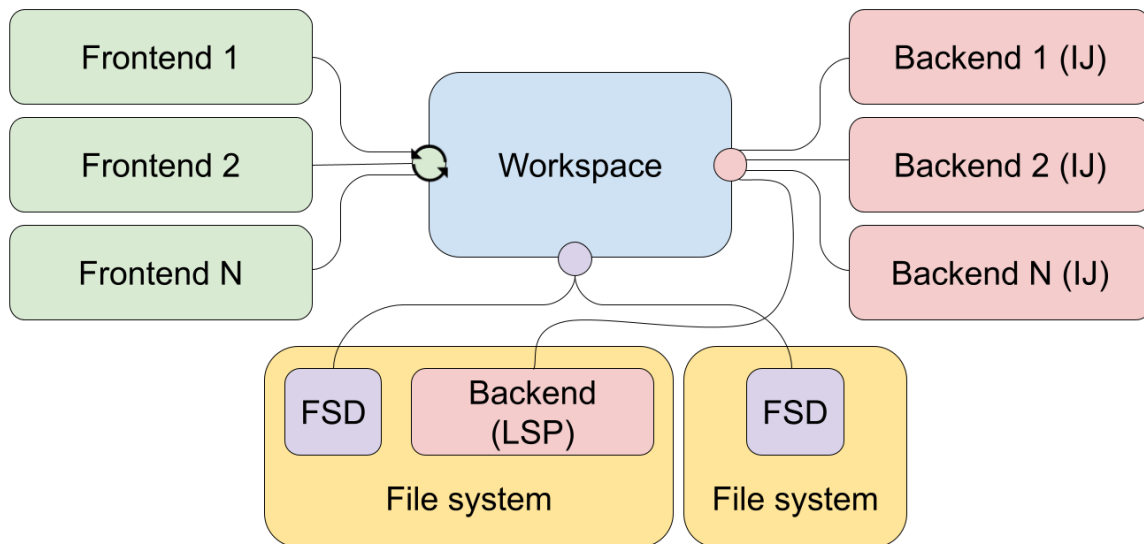 Frontend 1
Backend 1 (IJ)
Frontend 2
Workspace
Backend 2 (IJ)
Frontend N
Backend N (IJ)
FSD
Backend
(LSP)
File system
FSD
File system